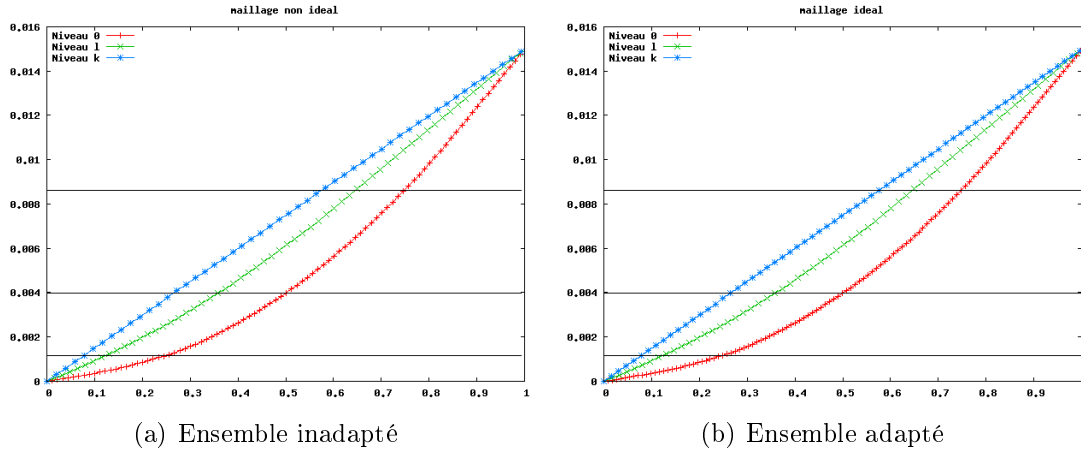 maillage non ideal
0,016
0,014
0,012
0,01
0,008
0,006
0,004
0,002
0
Niveau 0
Niveau l
Niveau k
0 0.1 0.2 0.3 0.4 0.5 0.6 0.7 0.8 0.9 1
(a) Ensemble inadapté
maillage ideal
0,016
0,014
0,012
0,01
0,008
0,006
0,004
0,002
0
Niveau 0
Niveau l
Niveau k
0 0.1 0.2 0.3 0.4 0.5 0.6 0.7 0.8 0.9
(b) Ensemble adapté